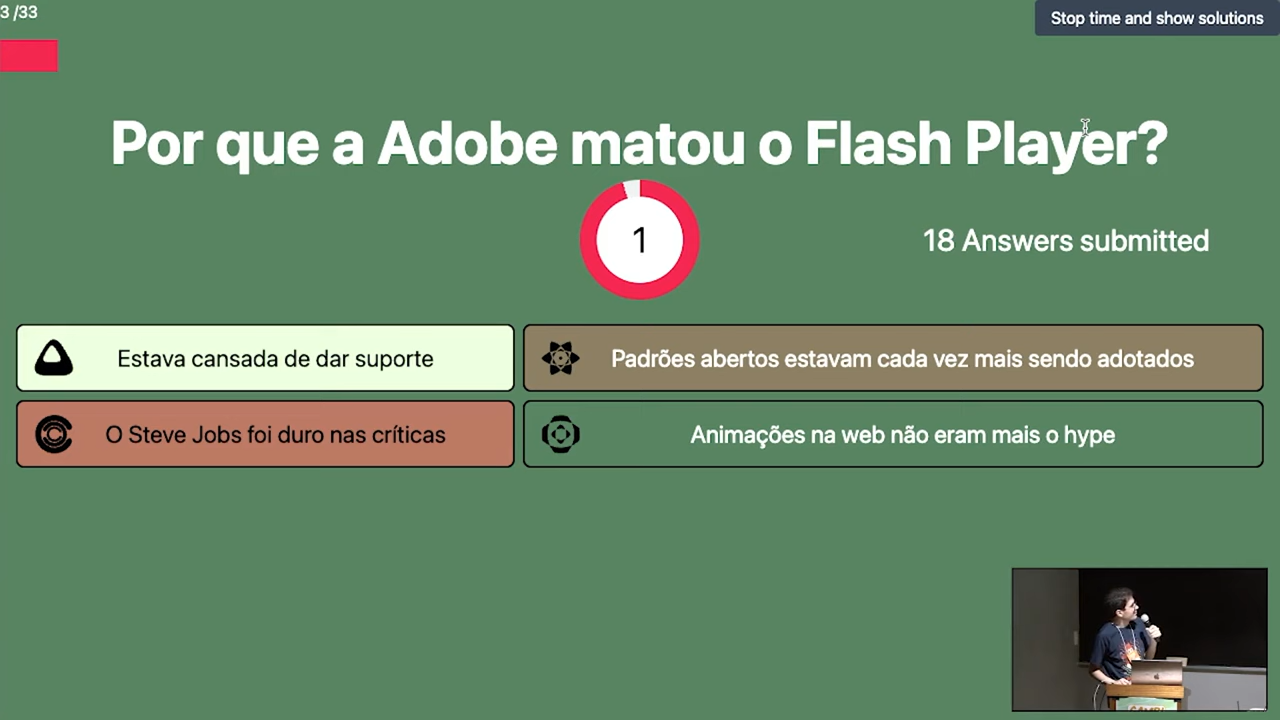 3 /33
Stop time and show solutions
Por que a Adobe matou o Flash Player?
1
18 Answers submitted
Estava cansada de dar suporte
Padrões abertos estavam cada vez mais sendo adotados
O Steve Jobs foi duro nas críticas
Animações na web não eram mais o hype